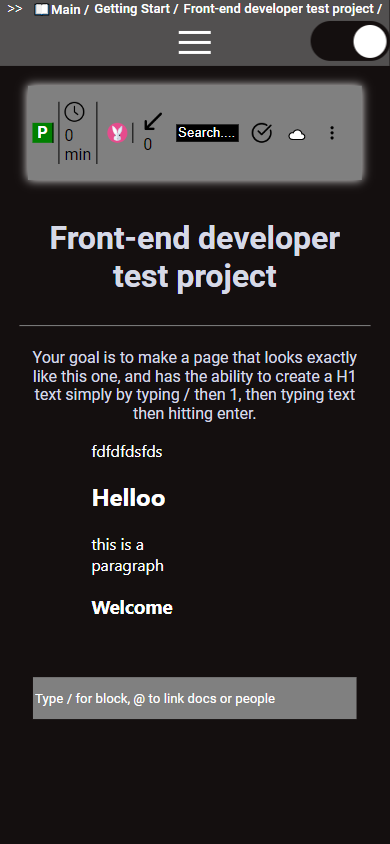 >> Main / Getting Start / Front-end developer test project /
P
0
min
0
Search....
Front-end developer
test project
Your goal is to make a page that looks exactly
like this one, and has the ability to create a H1
text simply by typing / then 1, then typing text
then hitting enter.
fdfdfdsfds
Helloo
this is a
paragraph
Welcome
Type / for block, @ to link docs or people